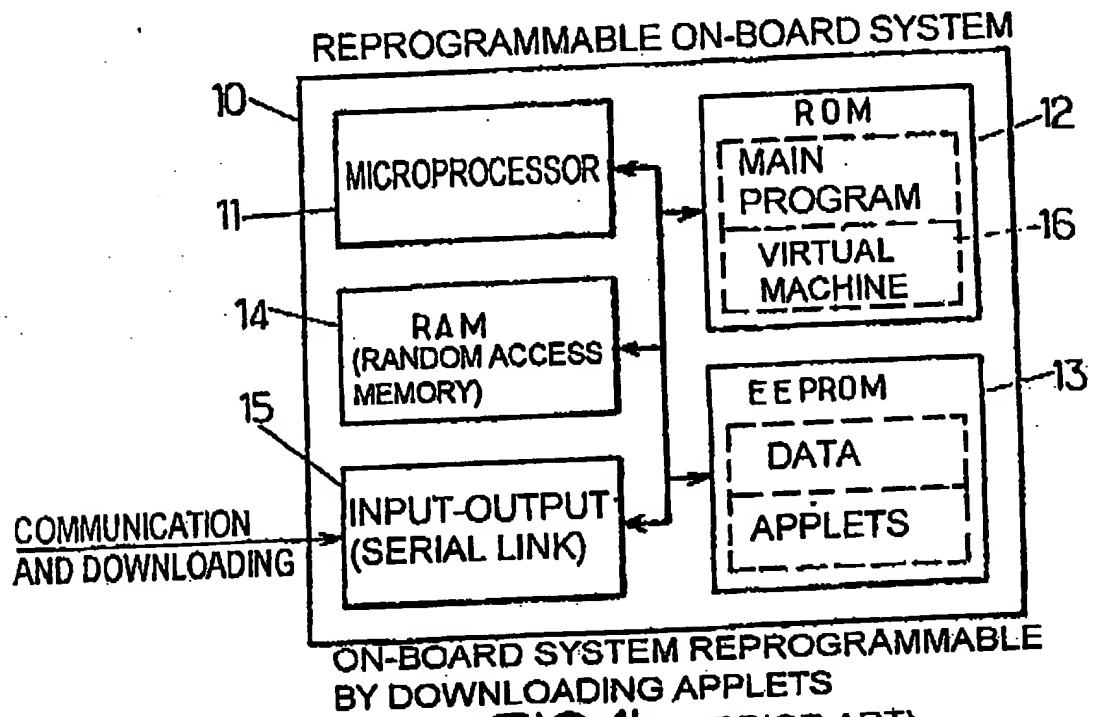 REPROGRAMMABLE ON-BOARD SYSTEM
10
MICROPROCESSOR
11
ROM
12
MAIN
PROGRAM
16
VIRTUAL
MACHINE
14
RAM
(RANDOM ACCESS
MEMORY)
EEPROM
13
DATA
APPLETS
15
INPUT-OUTPUT
(SERIAL LINK)
COMMUNICATION
AND DOWNLOADING
ON-BOARD SYSTEM REPROGRAMMABLE
BY DOWNLOADING APPLETS